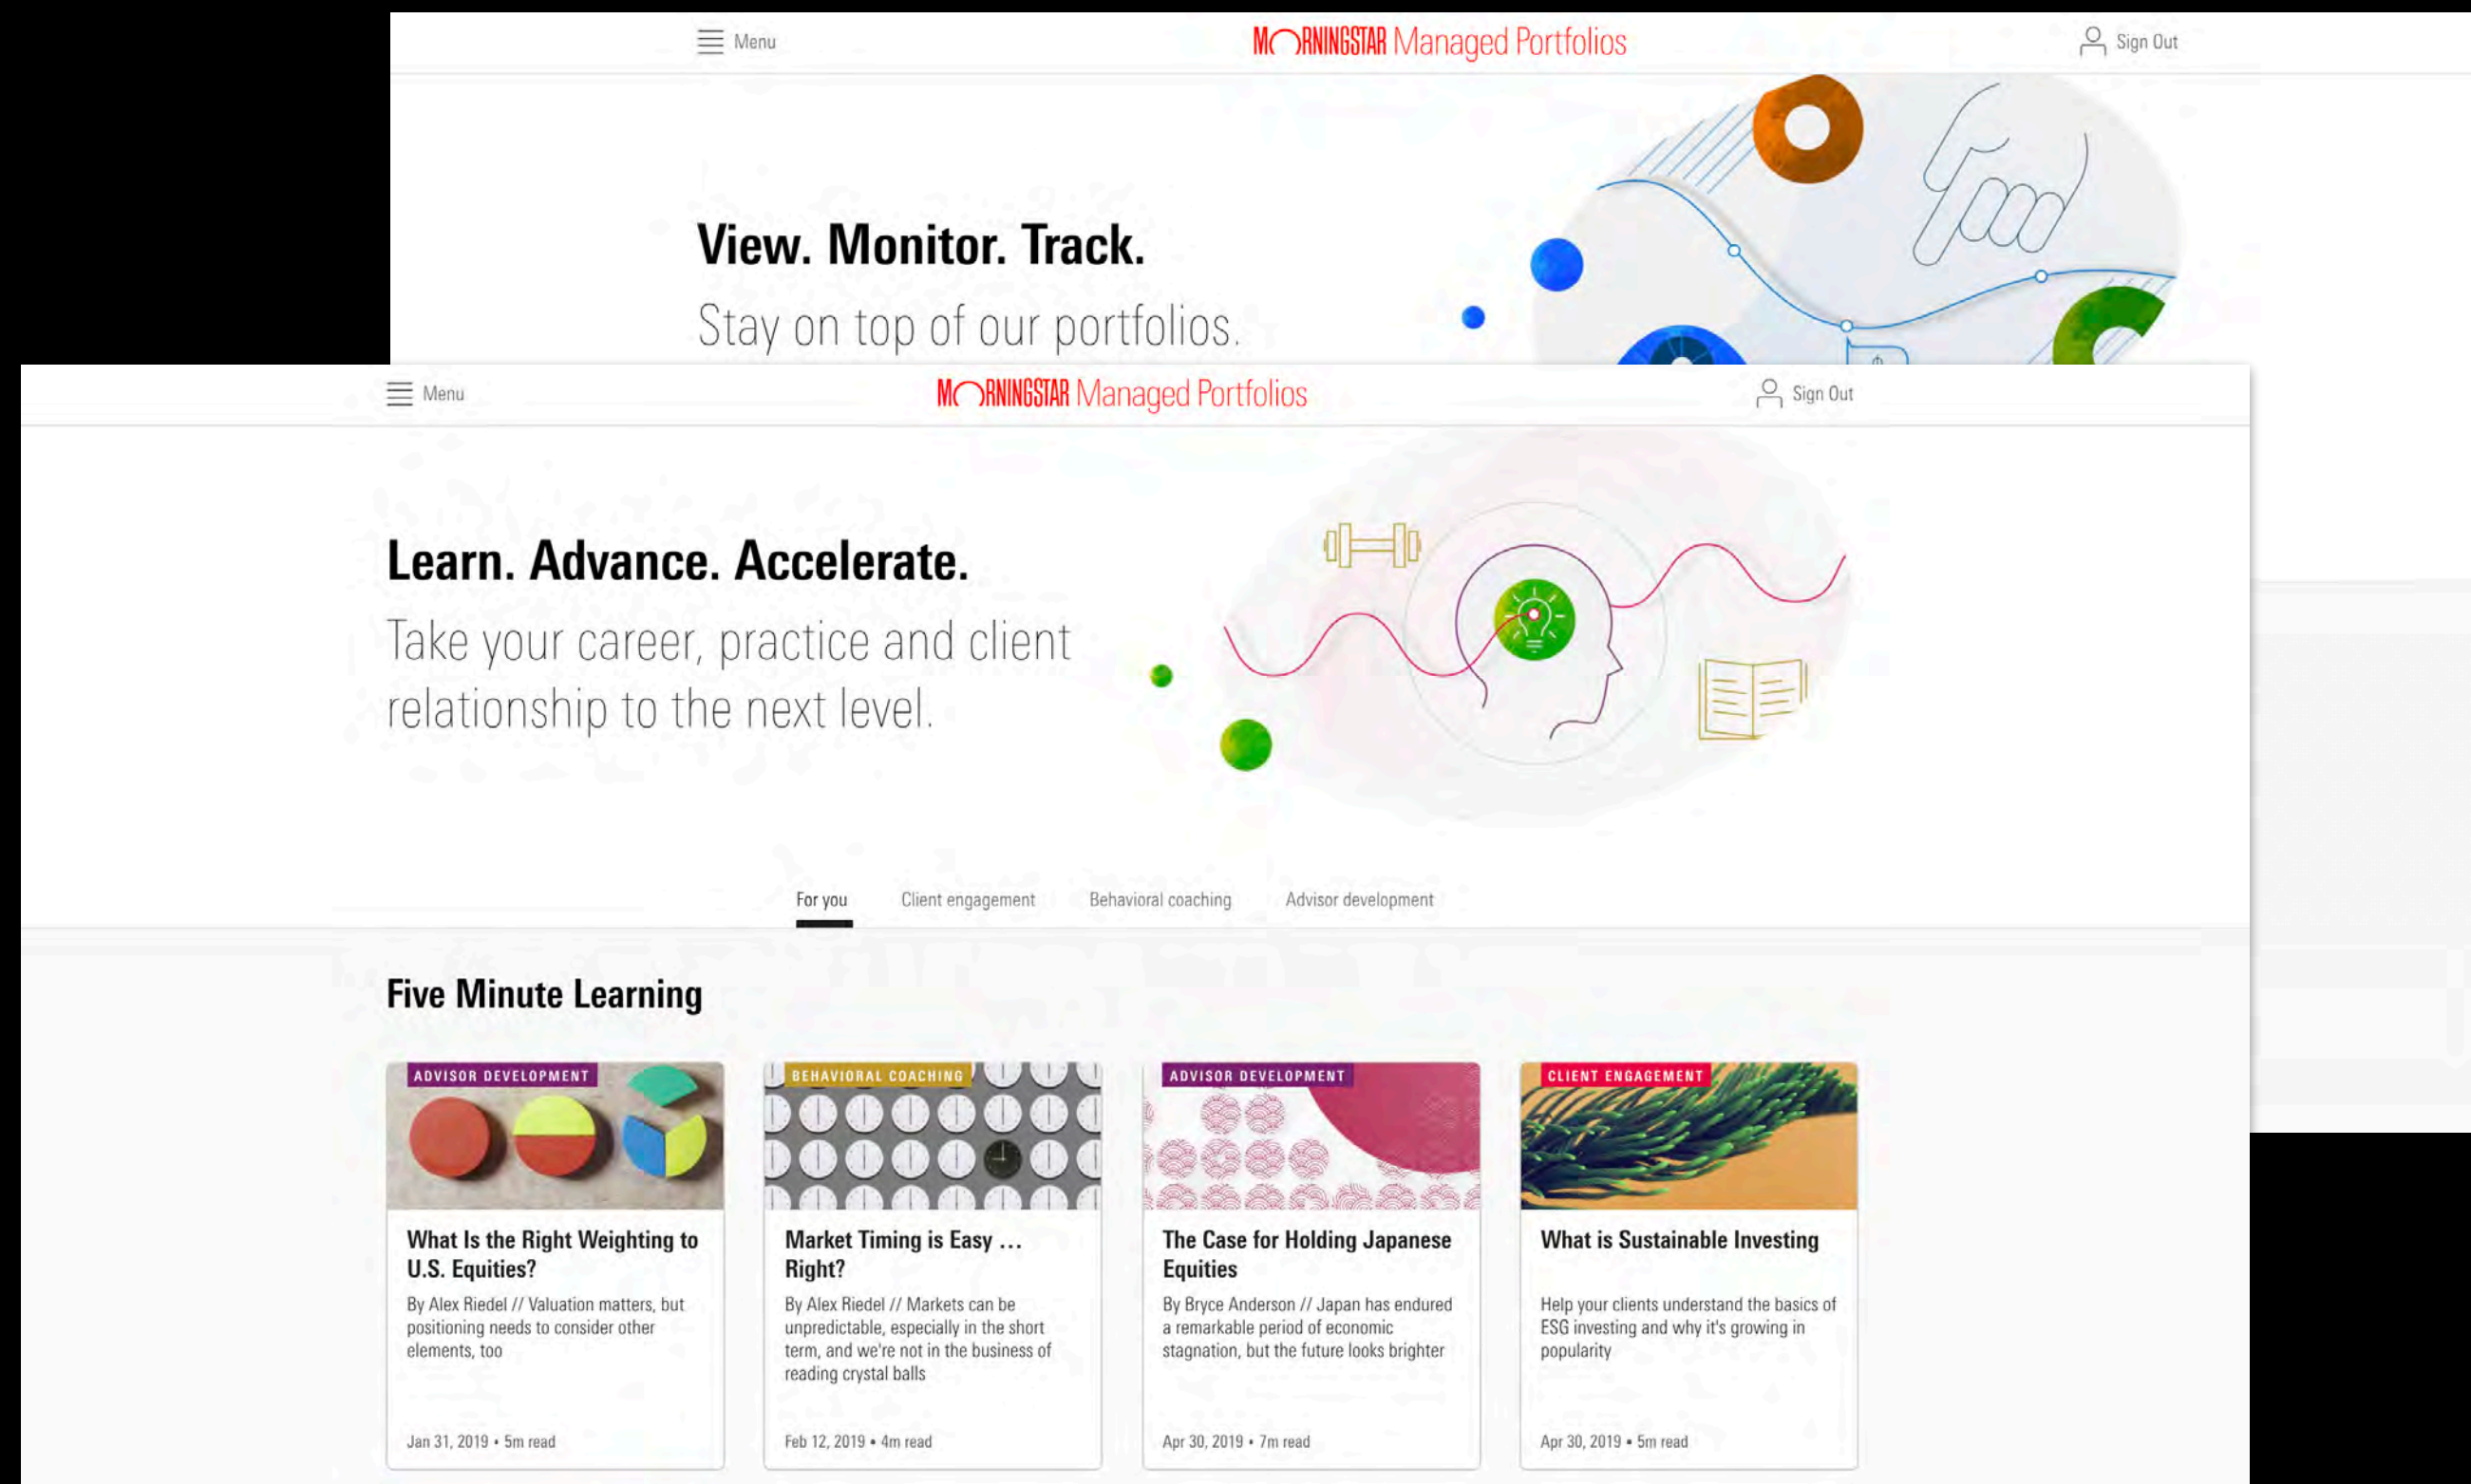 Menu
MORNINGSTAR Managed Portfolios
Sign Out
View. Monitor. Track.
Stay on top of our portfolios.
Menu
MORNINGSTAR Managed Portfolios
Sign Out
Learn. Advance. Accelerate.
Take your career, practice and client
relationship to the next level.
For you
Client engagement
Behavioral coaching
Advisor development
Five Minute Learning
ADVISOR DEVELOPMENT
What Is the Right Weighting to
U.S. Equities?
By Alex Riedel // Valuation matters, but
positioning needs to consider other
elements, too
Jan 31, 2019 • 5m read
BEHAVIORAL COACHING
Market Timing is Easy …
Right?
By Alex Riedel // Markets can be
unpredictable, especially in the short
term, and we're not in the business of
reading crystal balls
Feb 12, 2019 • 4m read
ADVISOR DEVELOPMENT
The Case for Holding Japanese
Equities
By Bryce Anderson // Japan has endured
a remarkable period of economic
stagnation, but the future looks brighter
Apr 30, 2019 • 7m read
CLIENT ENGAGEMENT
What is Sustainable Investing
Help your clients understand the basics of
ESG investing and why it's growing in
popularity
Apr 30, 2019 • 5m read